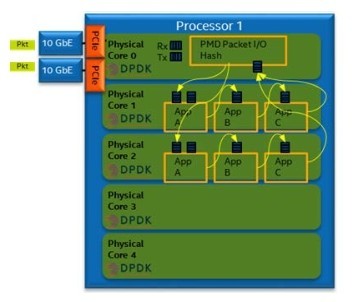 Processor 1
Pkt
10 GbE
PCIe
Physical
Core 0
DPDK
Rx
Tx
PMD Packet I/O
Hash
Pkt
10 GbE
PCIe
Physical
Core 1
DPDK
App
A
App
B
App
C
Physical
Core 2
DPDK
App
A
App
B
App
C
Physical
Core 3
DPDK
Physical
Core 4
DPDK